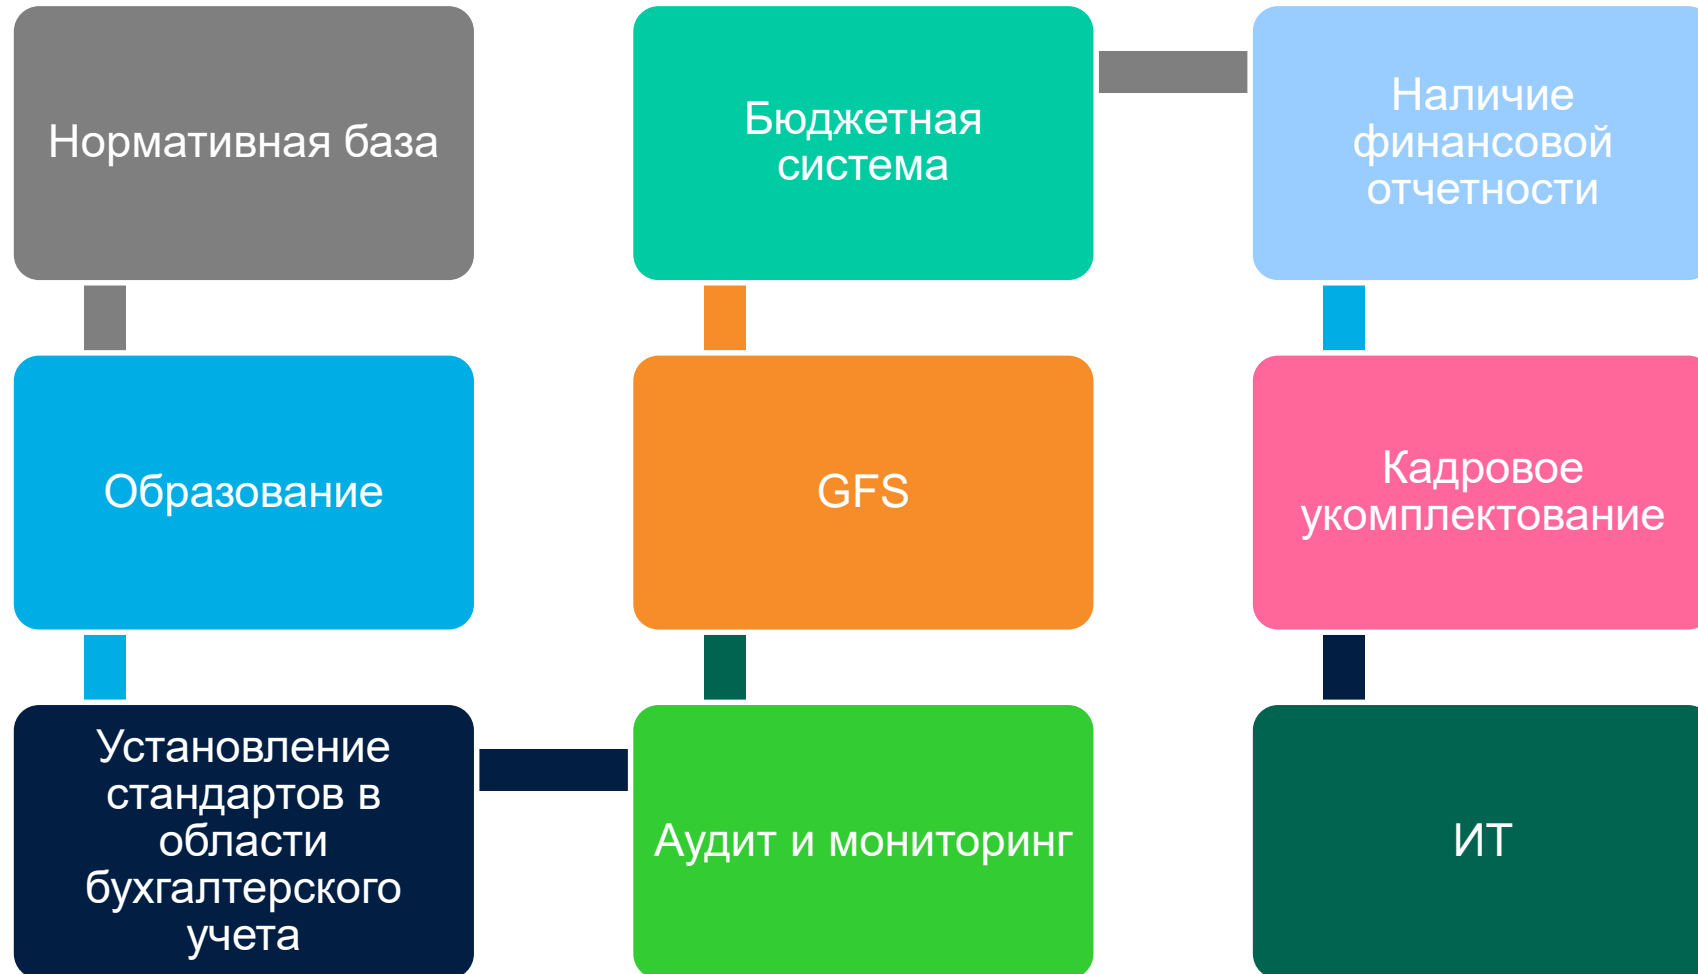 Нормативная база
Образование
Установление
стандартов в
области
бухгалтерского
учета
Аудит и мониторинг
GFS
Бюджетная
система
Наличие
финансовой
отчетности
Кадровое
укомплектование
ИТ